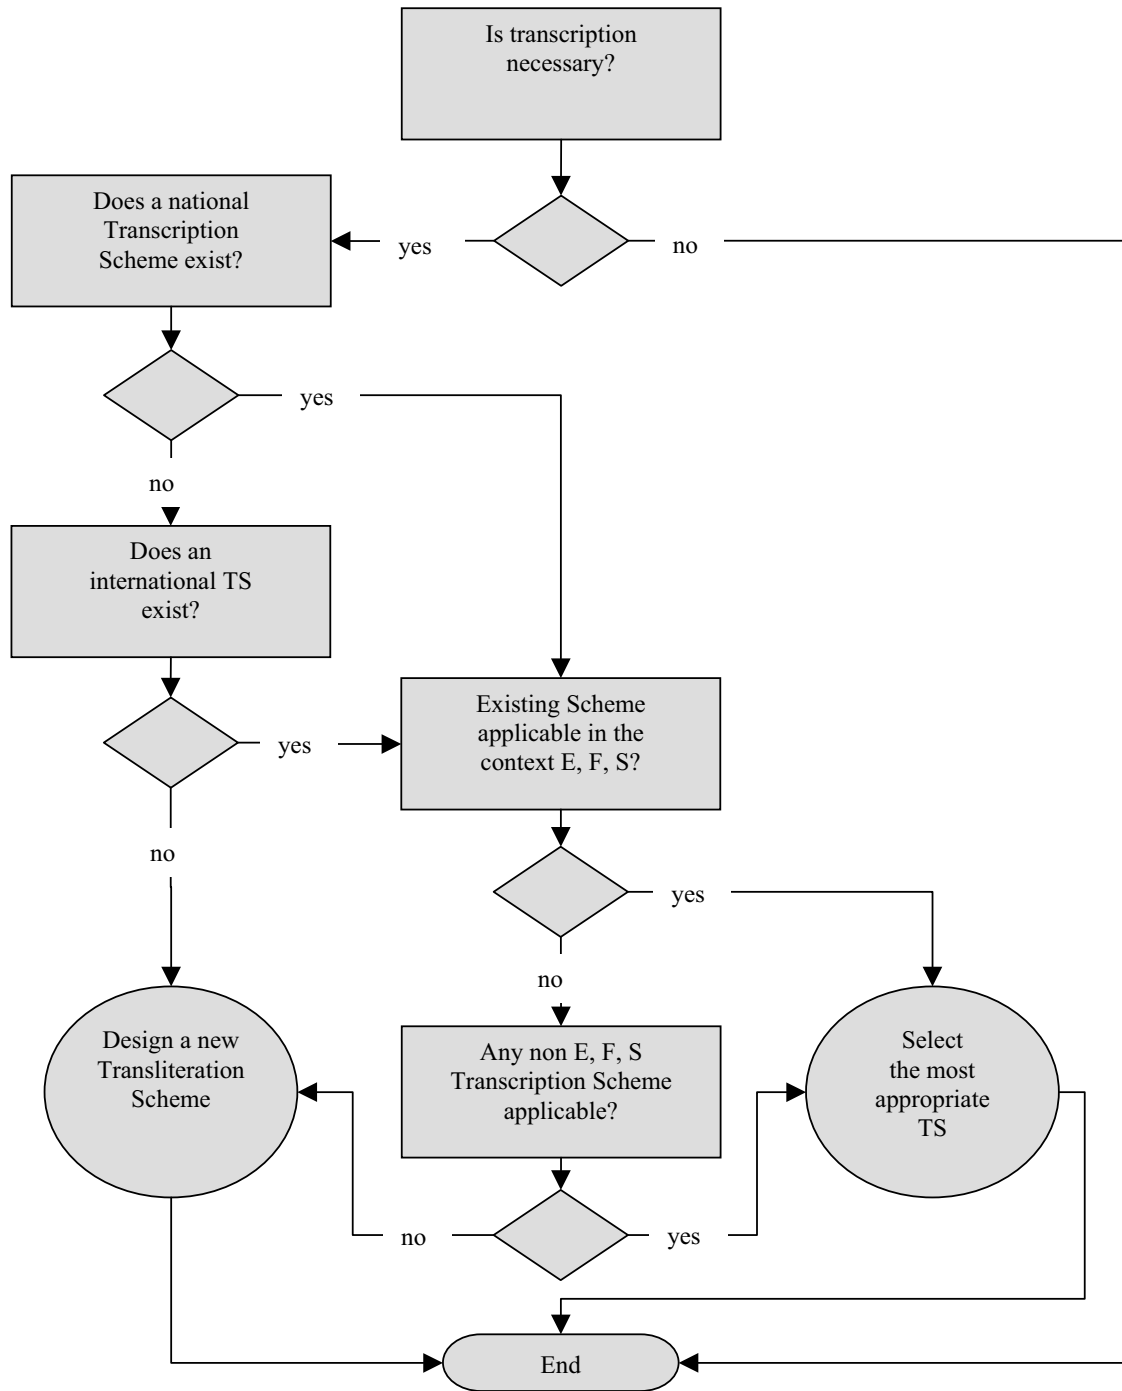 Is transcription
necessary?
Does a national
Transcription
Scheme exist?
yes
no
yes
no
Does an
international TS
exist?
Existing Scheme
applicable in the
context E, F, S?
yes
no
yes
no
Design a new
Transliteration
Scheme
Any non E, F, S
Transcription Scheme
applicable?
Select
the most
appropriate
TS
no
yes
End